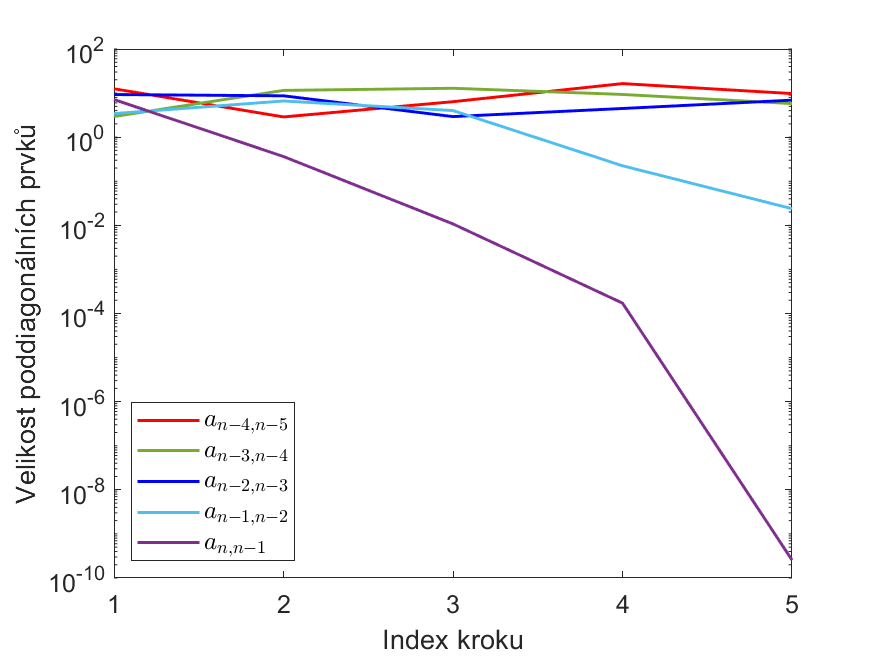 10^2
10^0
10^-2
10^-4
10^-6
10^-8
10^-10
Velikost poddiagonálních prvků
a_{n−4,n−5}
a_{n−3,n−4}
a_{n−2,n−3}
a_{n−1,n−2}
a_{n,n−1}
1 2 3 4 5
Index kroku